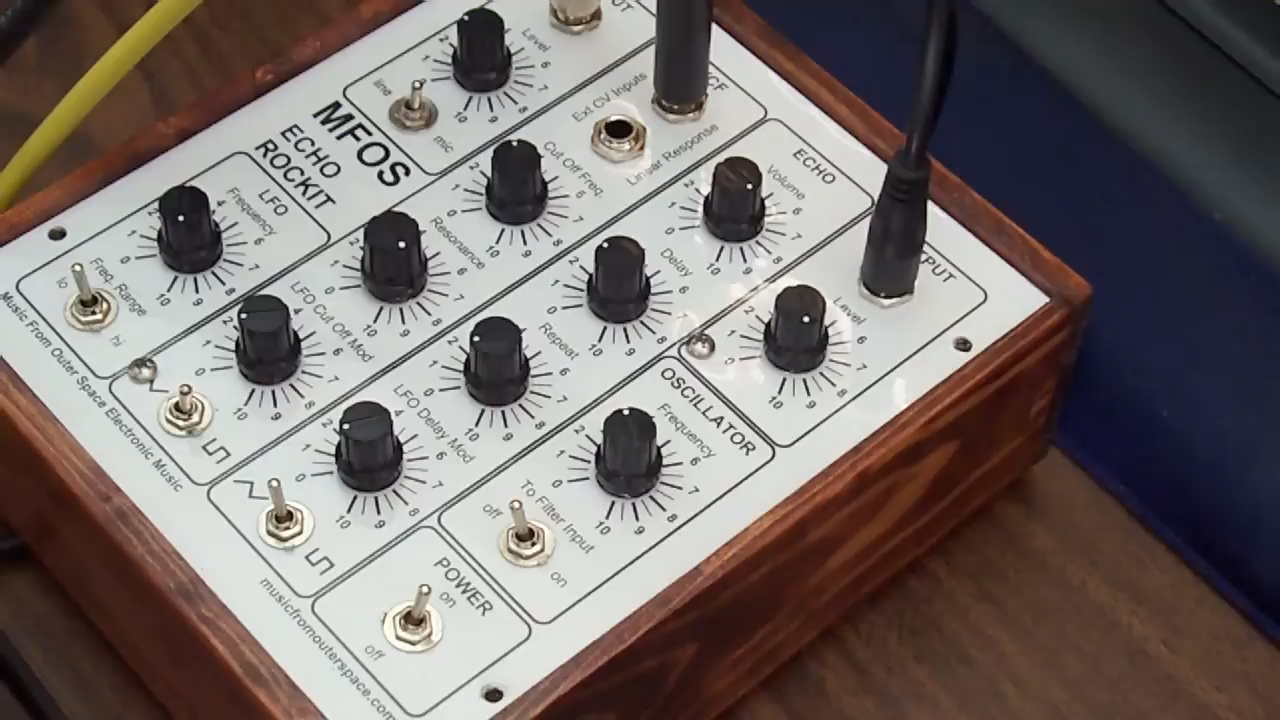 MFOS
ECHO
ROCKIT
Level
line
mic
Ext CV Inputs
Linear Response
LFO
Frequency
Freq. Range
lo
hi
Cut Off Freq.
Resonance
LFO Cut Off Mod
ECHO
Volume
Delay
Repeat
LFO Delay Mod
Level
OSCILLATOR
Frequency
To Filter Input
off
on
POWER
on
off
Music From Outer Space Electronic Music
musicfromouterspace.com